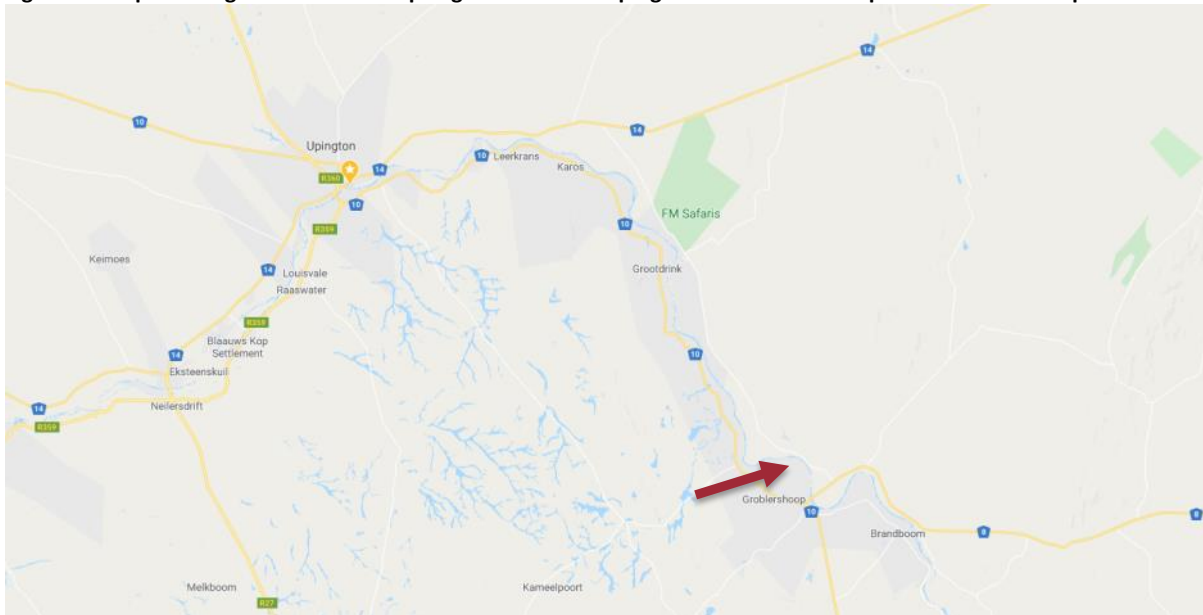 14
10
Upington
10
Leerkrans
14
14
Karos
R360
10
FM Safaris
10
R359
Keimoes
14
Louisvale
Raaswater
Grootdrink
R359
Blaauws Kop
Settlement
14
10
Eksteenskuil
Neilersdrift
14
R359
Groblershoop
10
8
Brandboom
8
Melkboom
Kameelpoort
R27